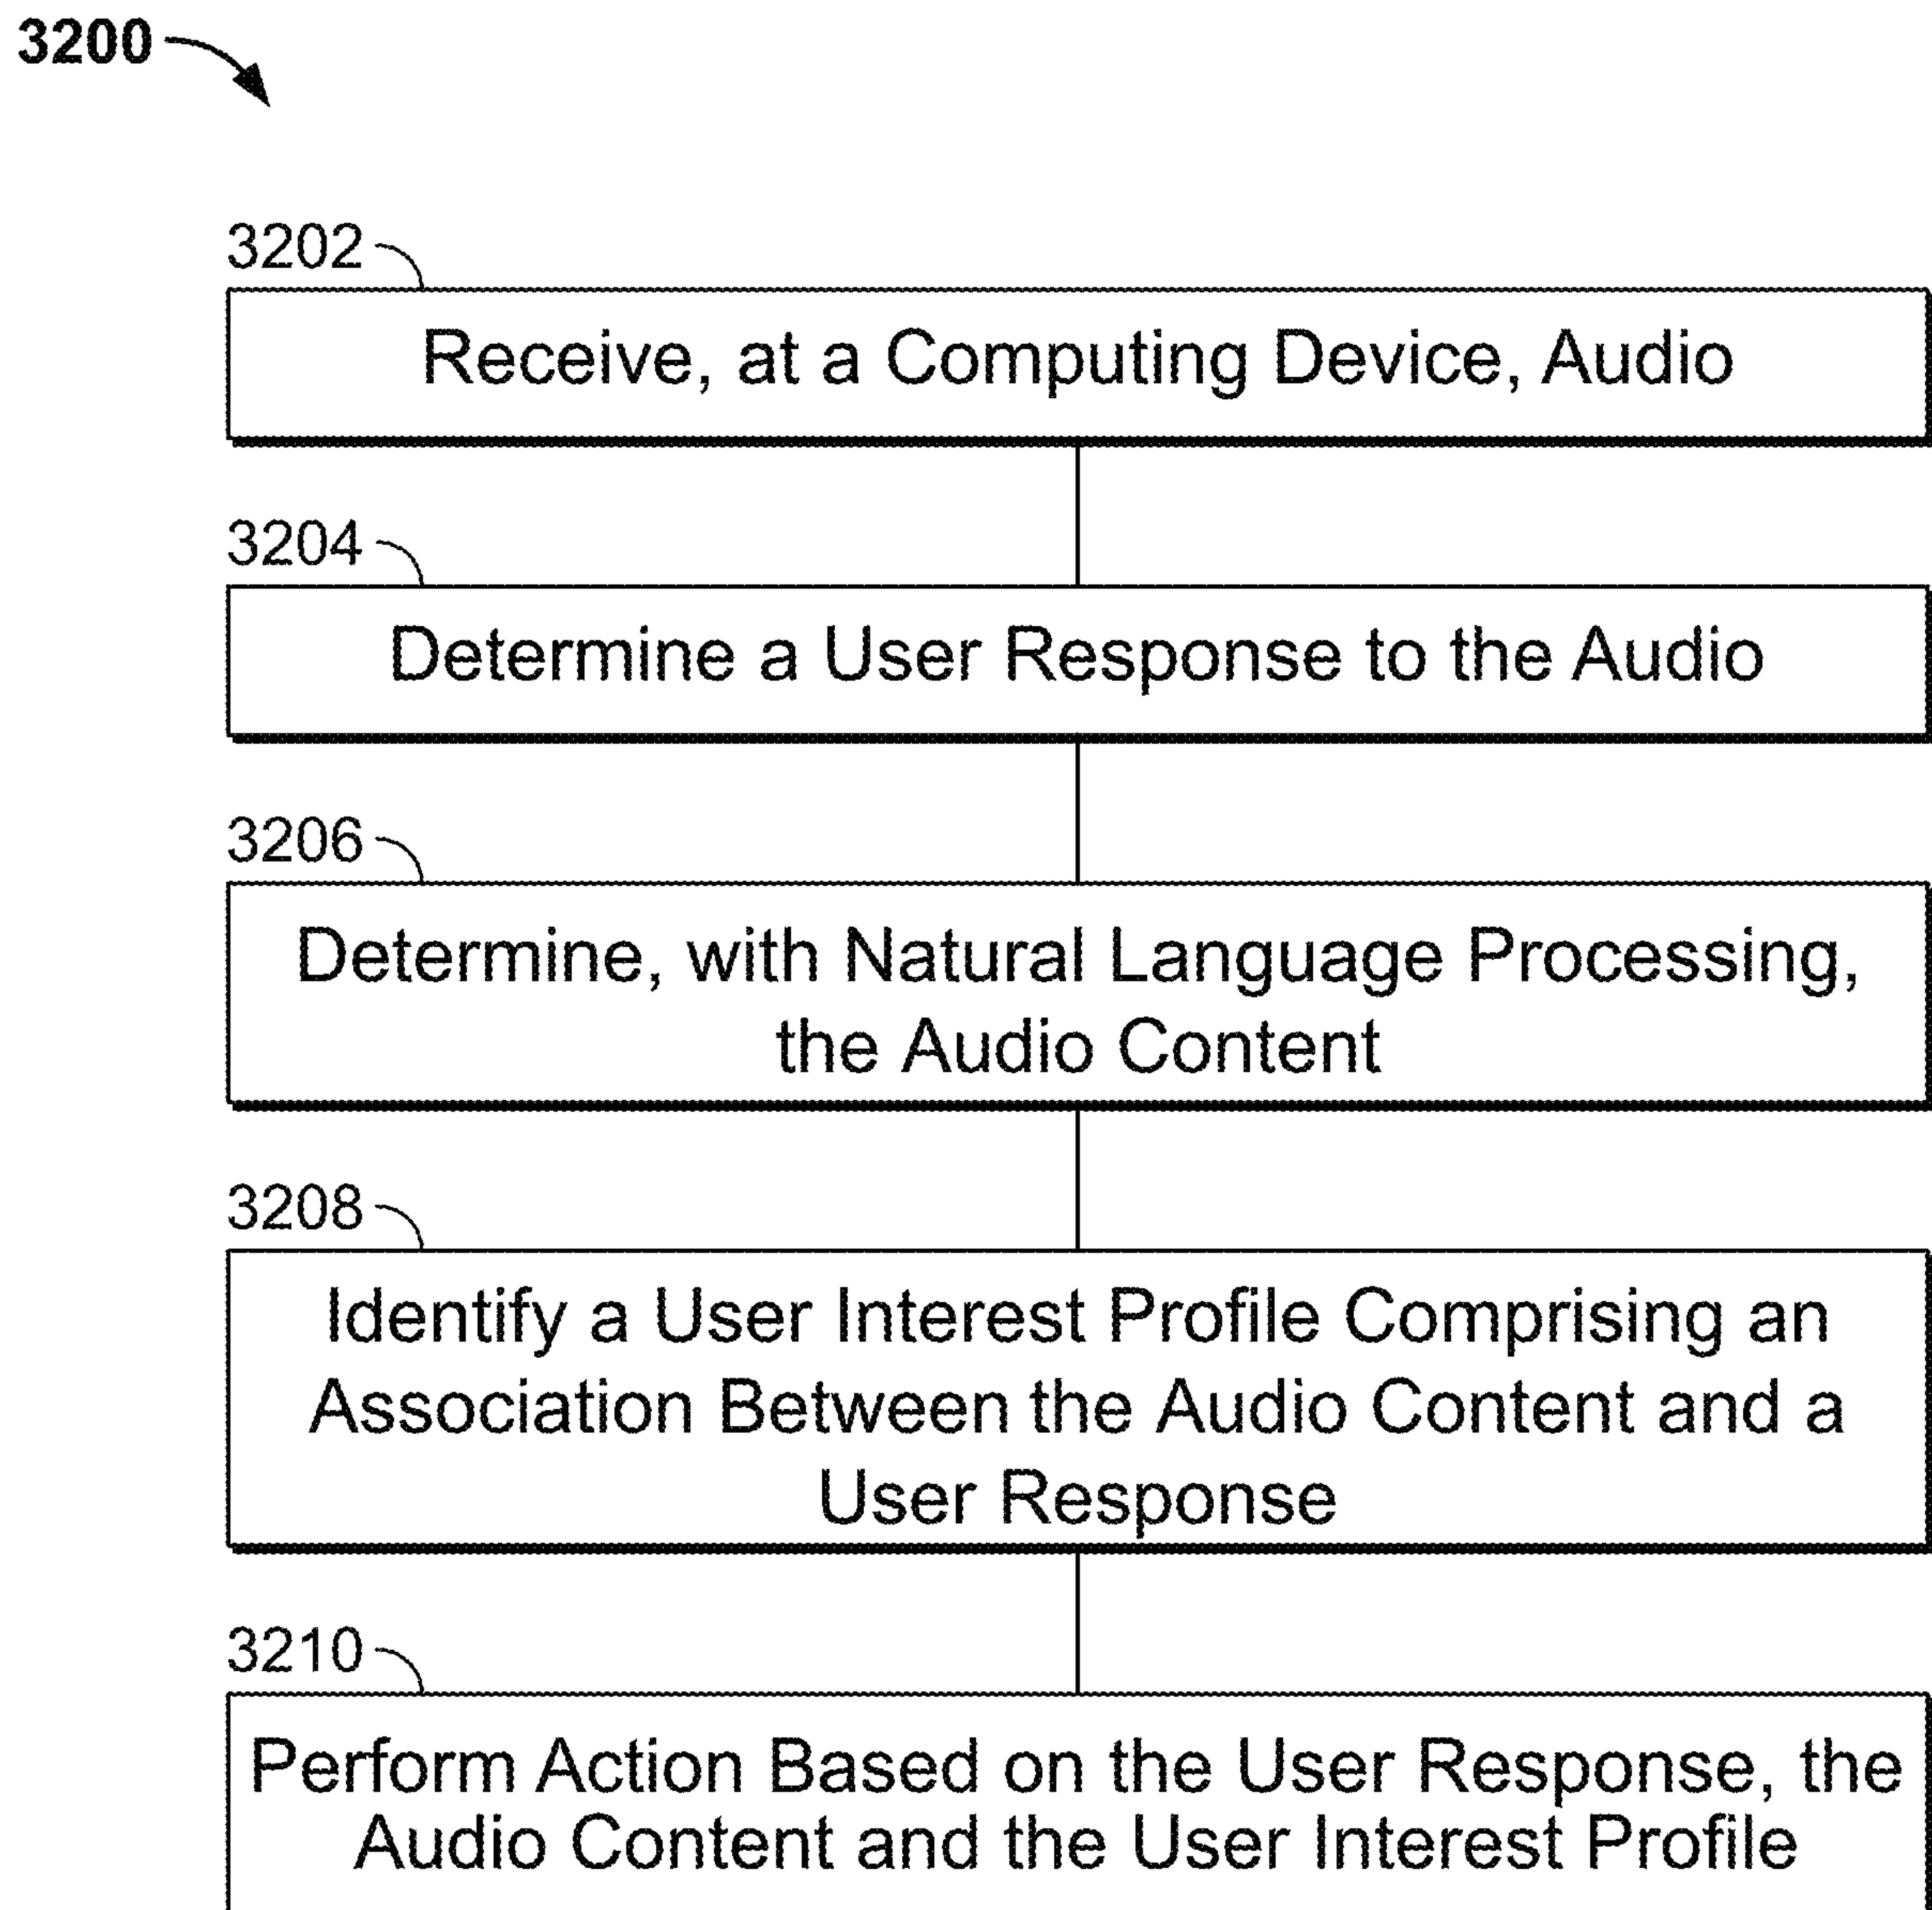 3200
3202
Receive, at a Computing Device, Audio
3204
Determine a User Response to the Audio
3206
Determine, with Natural Language Processing,
the Audio Content
3208
Identify a User Interest Profile Comprising an
Association Between the Audio Content and a
User Response
3210
Perform Action Based on the User Response, the
Audio Content and the User Interest Profile